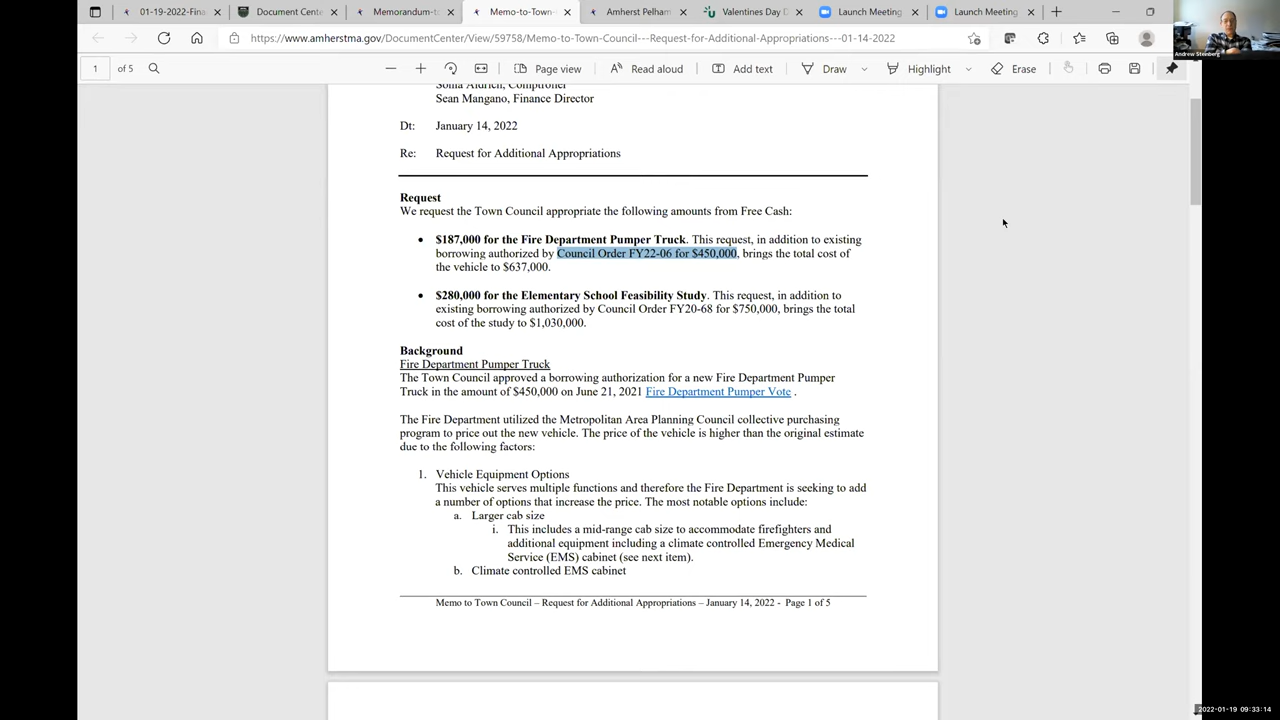 01-19-2022-Fina
Document Cente
Memorandum-to
Memo-to-Town-
Amherst Pelham
Valentines Day D
Launch Meeting
Launch Meeting
https://www.amherstma.gov/DocumentCenter/View/59758/Memo-to-Town-Council---Request-for-Additional-Appropriations---01-14-2022
Andrew Steinberg
1 of 5
Page view
Read aloud
Add text
Draw
Highlight
Erase
Sonia Aldrich, Comptroller
Sean Mangano, Finance Director
Dt: January 14, 2022
Re: Request for Additional Appropriations
Request
We request the Town Council appropriate the following amounts from Free Cash:
• $187,000 for the Fire Department Pumper Truck. This request, in addition to existing
borrowing authorized by Council Order FY22-06 for $450,000, brings the total cost of
the vehicle to $637,000.
• $280,000 for the Elementary School Feasibility Study. This request, in addition to
existing borrowing authorized by Council Order FY20-68 for $750,000, brings the total
cost of the study to $1,030,000.
Background
Fire Department Pumper Truck
The Town Council approved a borrowing authorization for a new Fire Department Pumper
Truck in the amount of $450,000 on June 21, 2021 Fire Department Pumper Vote .
The Fire Department utilized the Metropolitan Area Planning Council collective purchasing
program to price out the new vehicle. The price of the vehicle is higher than the original estimate
due to the following factors:
1. Vehicle Equipment Options
This vehicle serves multiple functions and therefore the Fire Department is seeking to add
a number of options that increase the price. The most notable options include:
a. Larger cab size
i. This includes a mid-range cab size to accommodate firefighters and
additional equipment including a climate controlled Emergency Medical
Service (EMS) cabinet (see next item).
b. Climate controlled EMS cabinet
Memo to Town Council – Request for Additional Appropriations – January 14, 2022 - Page 1 of 5
2022-01-19 09:33:14